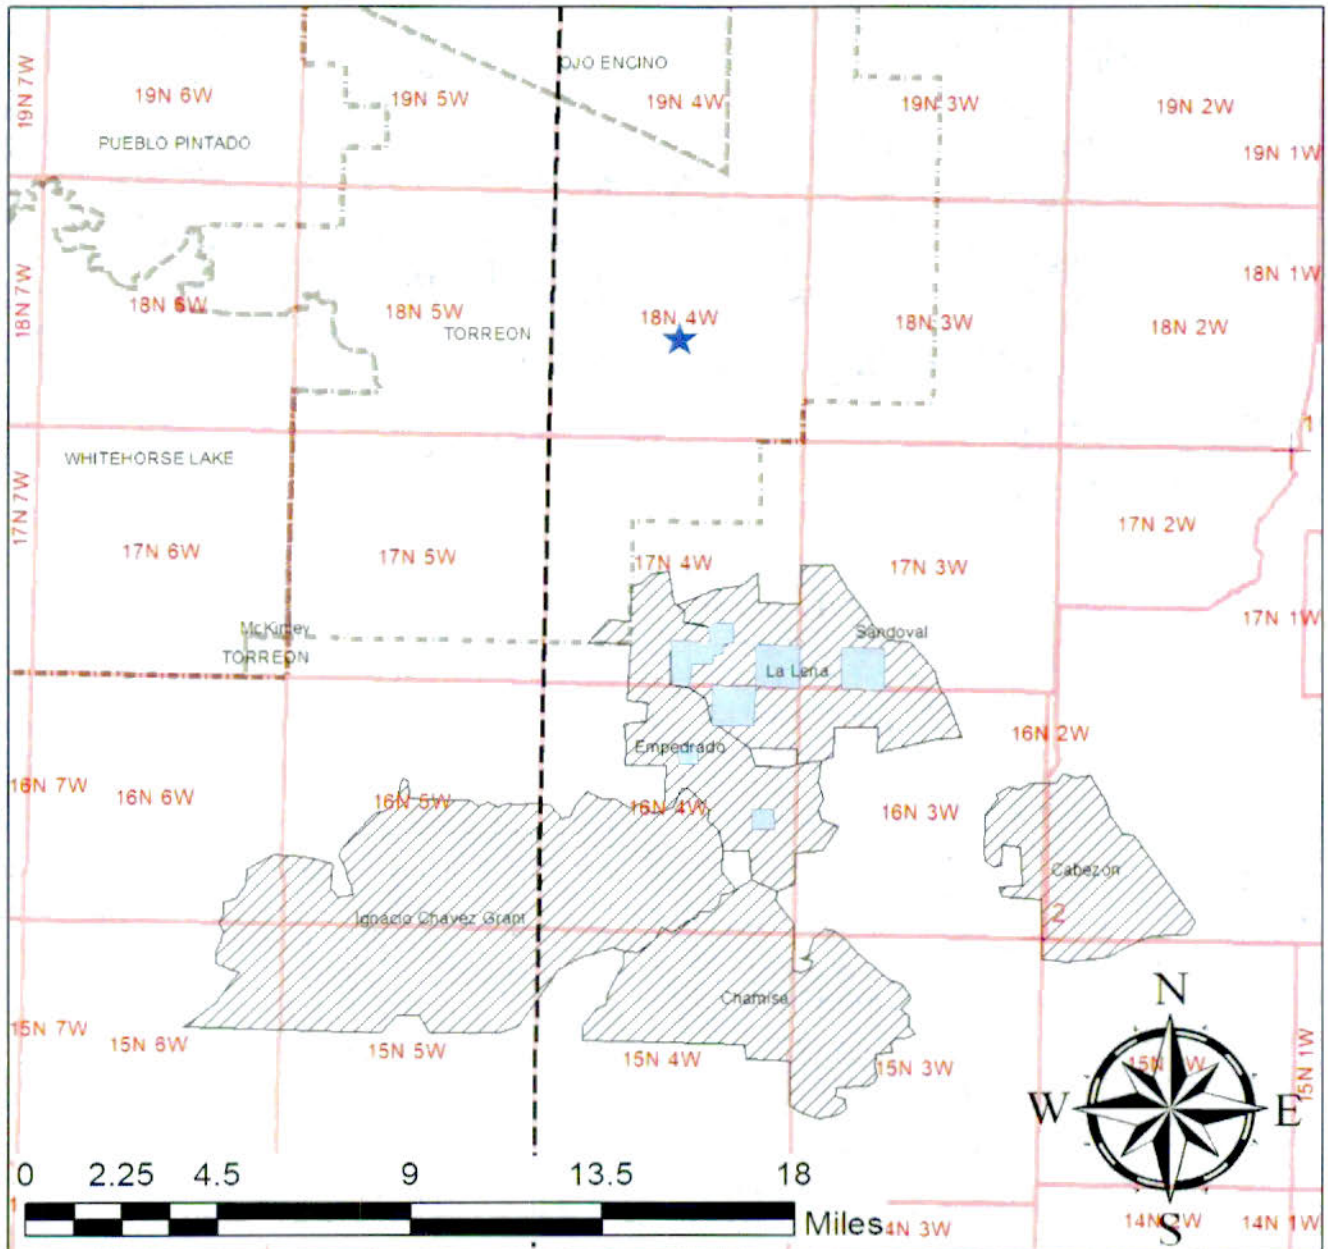 OJO ENCINO
19N 7W
19N 6W
19N 5W
19N 4W
19N 3W
19N 2W
PUEBLO PINTADO
19N 1W
18N 7W
18N 6W
18N 5W
18N 4W
18N 3W
18N 2W
18N 1W
TORREON
1
WHITEHORSE LAKE
17N 7W
17N 6W
17N 5W
17N 4W
17N 3W
17N 2W
17N 1W
McKinley
Sandoval
TORREON
La Lena
Empedrado
16N 2W
16N 7W
16N 6W
16N 5W
16N 4W
16N 3W
Cabezon
Ignacio Chavez Grant
2
Chamisa
N
15N 7W
15N 6W
15N 5W
15N 4W
15N 3W
15N 1W
W
E
S
0 2.25 4.5 9 13.5 18
Miles
1
4N 3W
14N 2W
14N 1W